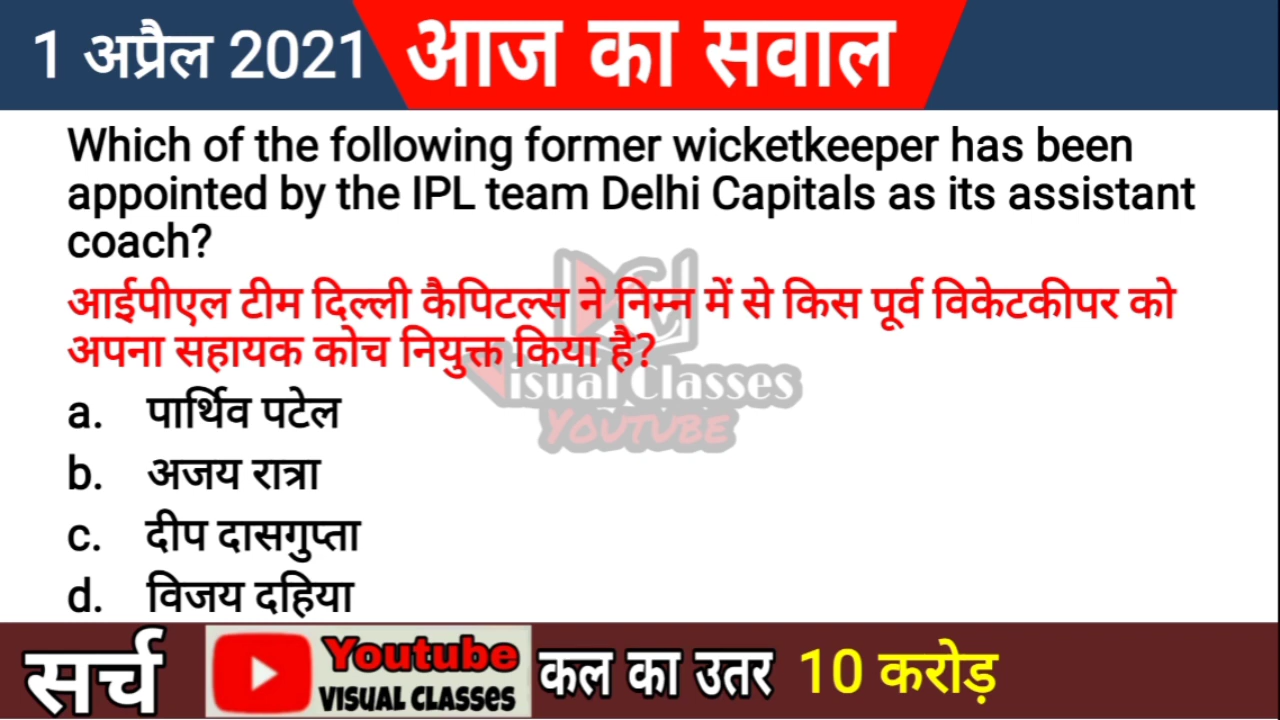 1 अप्रैल 2021 आज का सवाल
Which of the following former wicketkeeper has been
appointed by the IPL team Delhi Capitals as its assistant
coach?
आईपीएल टीम दिल्ली कैपिटल्स ने निम्न में से किस पूर्व विकेटकीपर को
अपना सहायक कोच नियुक्त किया है?
Visual Classes
YOUTUBE
a. पार्थिव पटेल
b. अजय रात्रा
c. दीप दासगुप्ता
d. विजय दहिया
सर्च Youtube कल का उतर 10 करोड़
VISUAL CLASSES